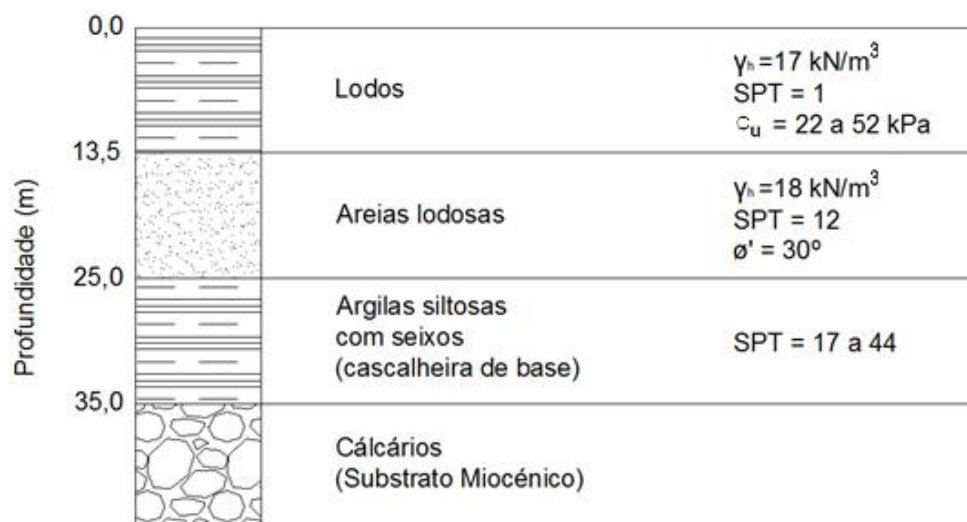 0,0
Lodos
γₕ=17 kN/m³
SPT = 1
cᵤ = 22 a 52 kPa
13,5
Areias lodosas
γₕ=18 kN/m³
SPT = 12
ø' = 30º
25,0
Argilas siltosas
com seixos
(cascalheira de base)
SPT = 17 a 44
35,0
Cálcários
(Substrato Miocénico)
Profundidade (m)